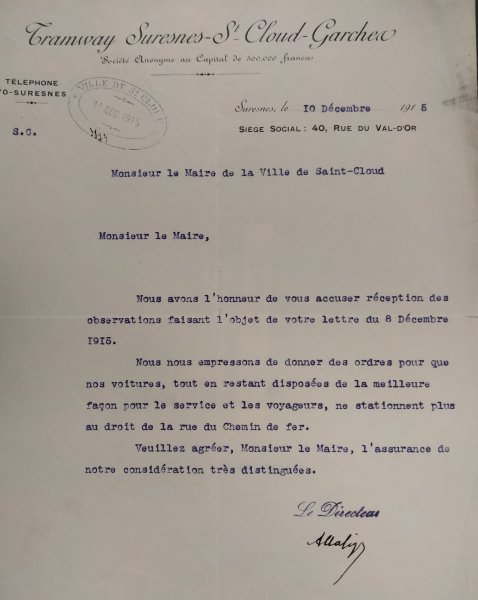 Tramway Suresnes-St Cloud-Garches
Société Anonyme au Capital de 500.000 francs
TÉLÉPHONE
O-SURESNES
VILLE DE ST CLOUD
DEC 1915
S.G.
Suresnes, le 10 Décembre 1915
SIEGE SOCIAL : 40, RUE DU VAL-D'OR
Monsieur le Maire de la Ville de Saint-Cloud
Monsieur le Maire,
Nous avons l'honneur de vous accuser réception des
observations faisant l'objet de votre lettre du 8 Décembre
1915.
Nous nous empressons de donner des ordres pour que
nos voitures, tout en restant disposées de la meilleure
façon pour le service et les voyageurs, ne stationnent plus
au droit de la rue du Chemin de fer.
Veuillez agréer, Monsieur le Maire, l'assurance de
notre considération très distinguées.
Le Directeur